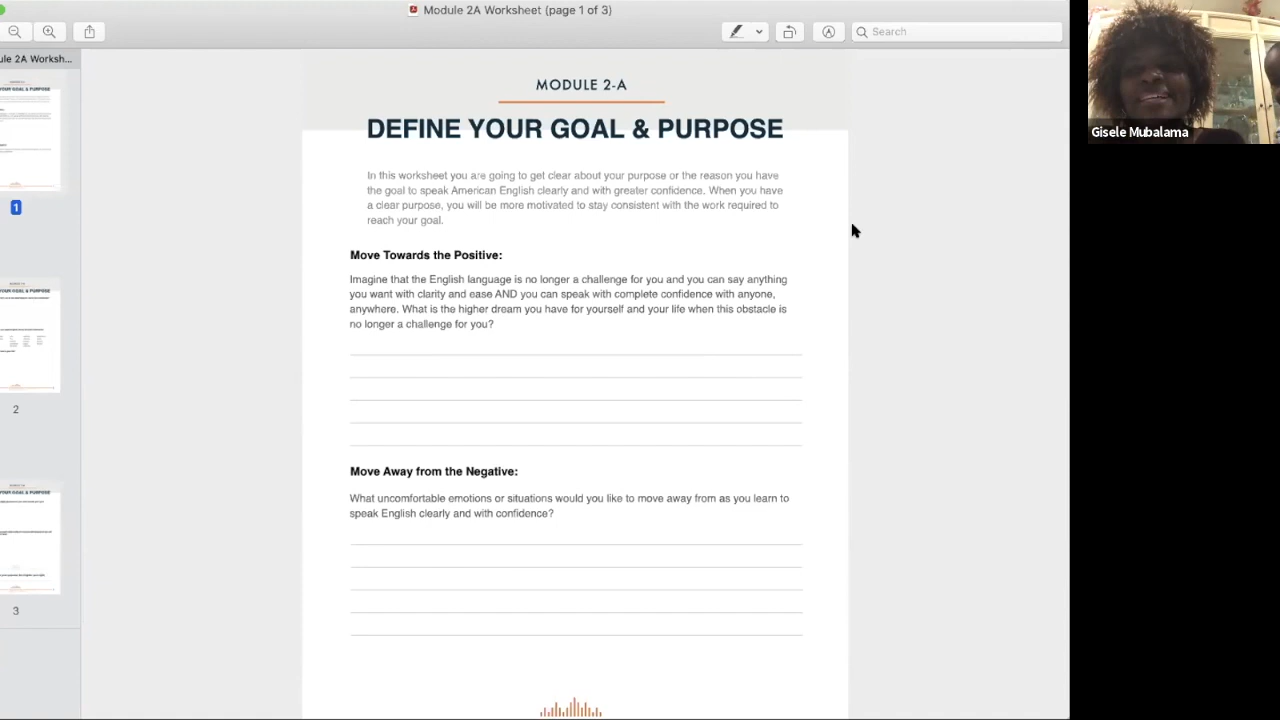 Module 2A Worksheet (page 1 of 3)
Search
ule 2A Worksh...
1
2
3
MODULE 2-A
DEFINE YOUR GOAL & PURPOSE
In this worksheet you are going to get clear about your purpose or the reason you have
the goal to speak American English clearly and with greater confidence. When you have
a clear purpose, you will be more motivated to stay consistent with the work required to
reach your goal.
Move Towards the Positive:
Imagine that the English language is no longer a challenge for you and you can say anything
you want with clarity and ease AND you can speak with complete confidence with anyone,
anywhere. What is the higher dream you have for yourself and your life when this obstacle is
no longer a challenge for you?
Move Away from the Negative:
What uncomfortable emotions or situations would you like to move away from as you learn to
speak English clearly and with confidence?
Gisele Mubalama